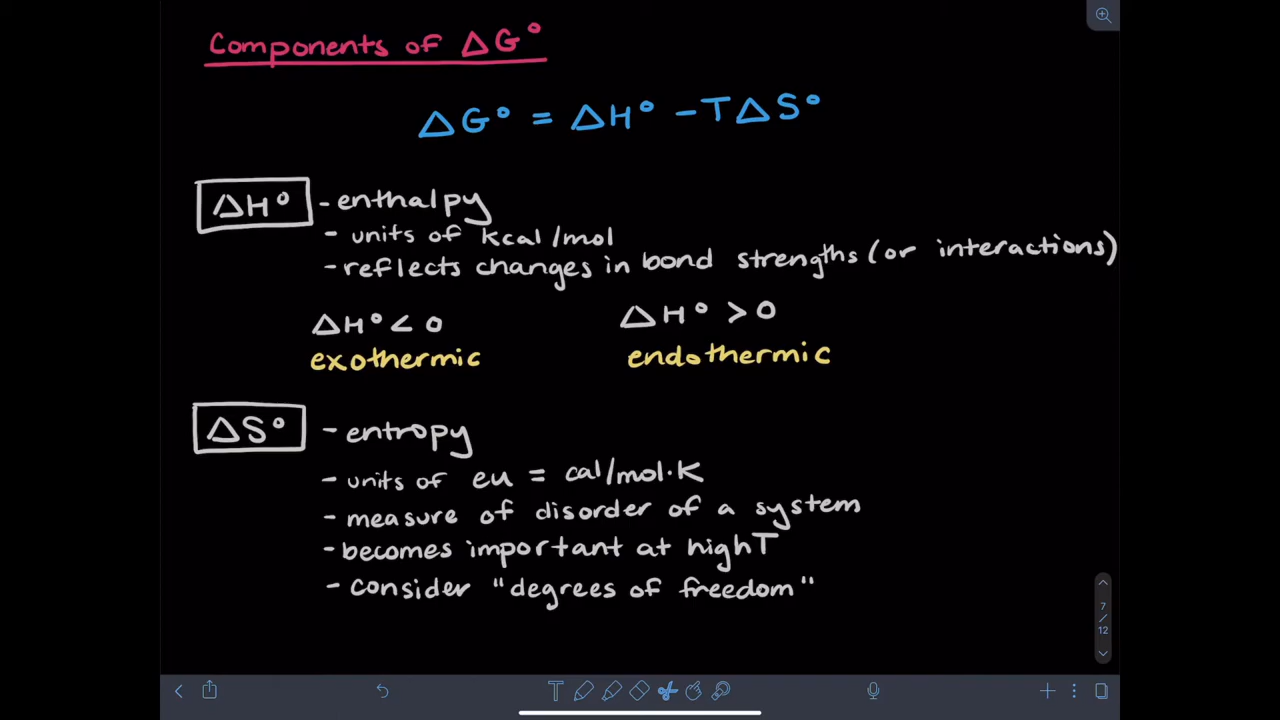 Components of ΔG°
ΔG° = ΔH° - TΔS°
ΔH° - enthalpy
- units of kcal/mol
- reflects changes in bond strengths (or interactions)
ΔH° < 0 ΔH° > 0
exothermic endothermic
ΔS° - entropy
- units of eu = cal/mol·K
- measure of disorder of a system
- becomes important at high T
- consider "degrees of freedom"
7
/
12
T